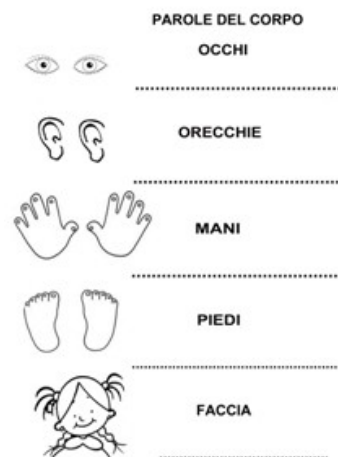 PAROLE DEL CORPO
OCCHI
ORECCHIE
MANI
PIEDI
FACCIA